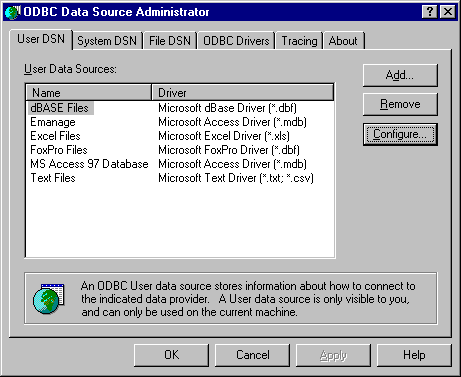 ODBC Data Source Administrator
User DSN System DSN File DSN ODBC Drivers Tracing About
User Data Sources:
Name Driver
dBASE Files Microsoft dBase Driver (*.dbf)
Emanage Microsoft Access Driver (*.mdb)
Excel Files Microsoft Excel Driver (*.xls)
FoxPro Files Microsoft FoxPro Driver (*.dbf)
MS Access 97 Database Microsoft Access Driver (*.mdb)
Text Files Microsoft Text Driver (*.txt; *.csv)
Add...
Remove
Configure...
An ODBC User data source stores information about how to connect
to the indicated data provider. A User data source is only visible to you,
and can only be used on the current machine.
OK Cancel Apply Help